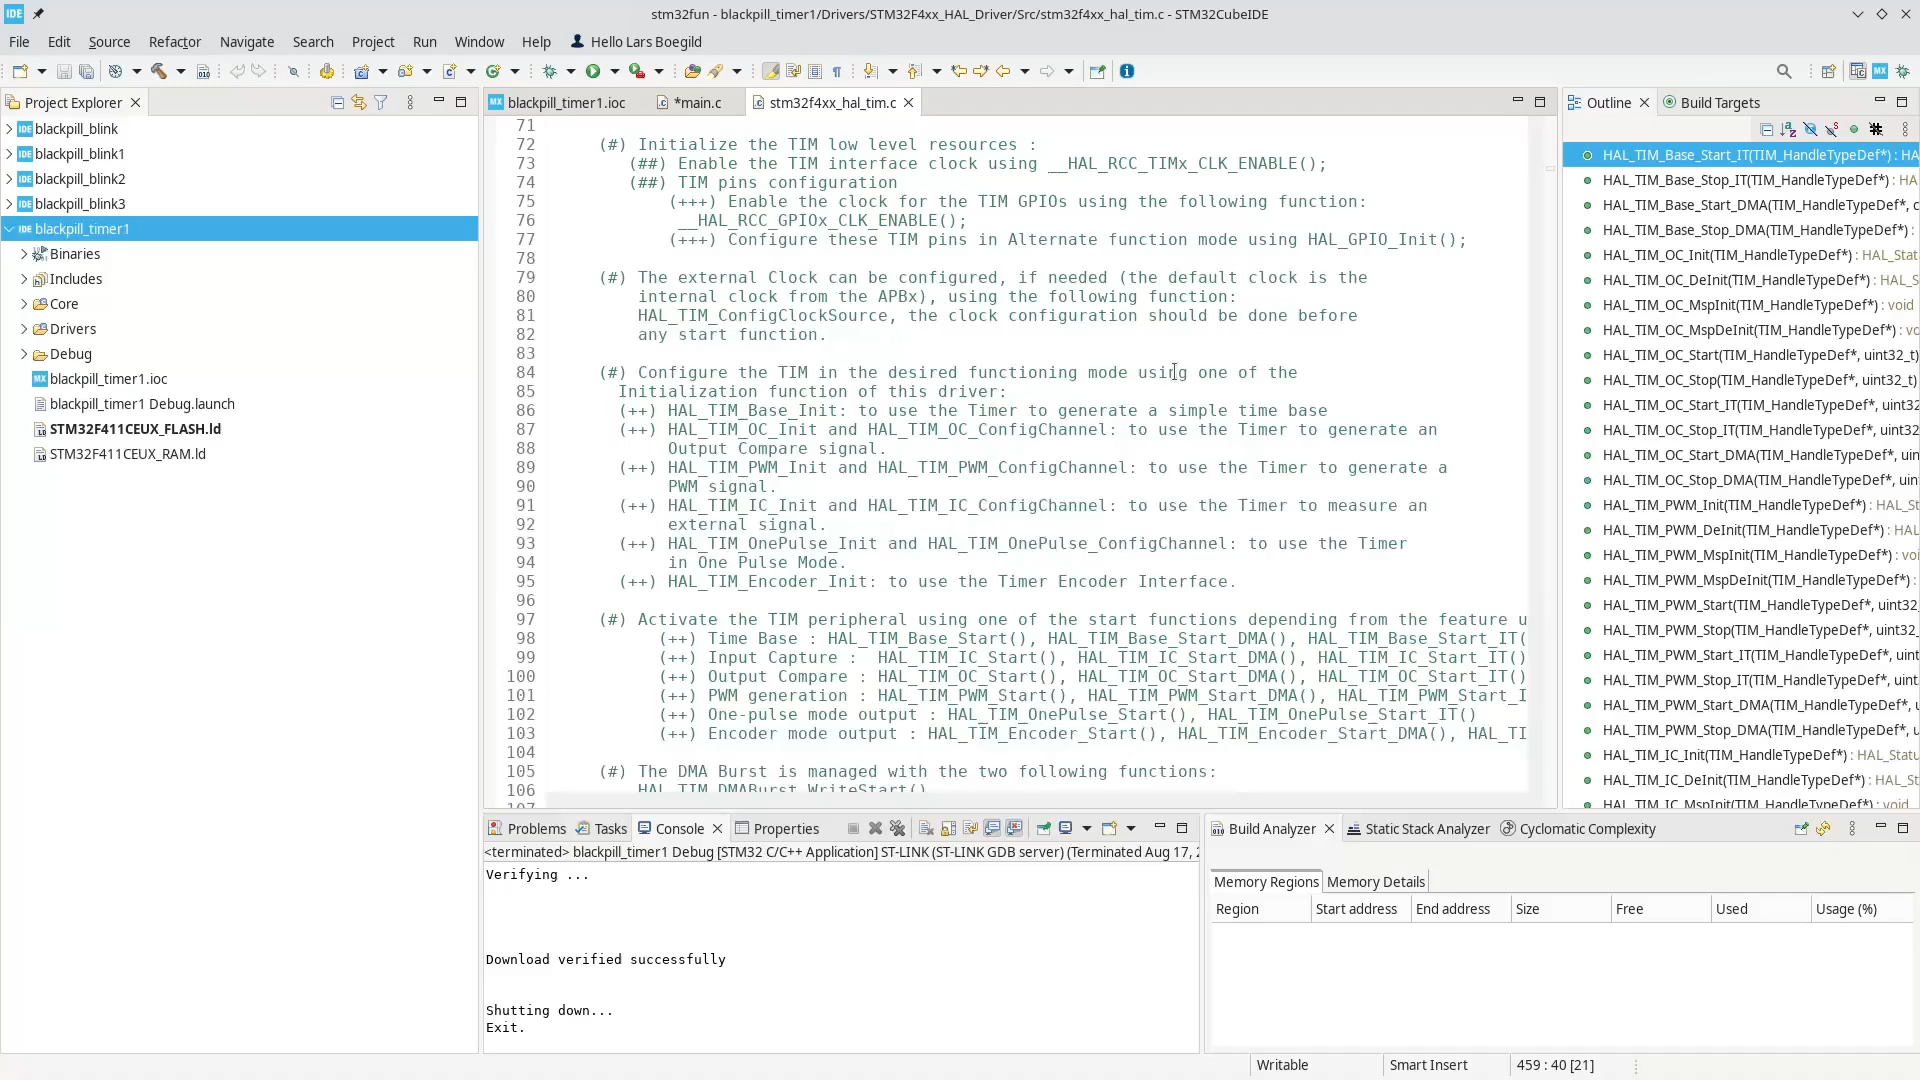 IDE
stm32fun - blackpill_timer1/Drivers/STM32F4xx_HAL_Driver/Src/stm32f4xx_hal_tim.c - STM32CubeIDE
File Edit Source Refactor Navigate Search Project Run Window Help Hello Lars Boegild
Project Explorer
blackpill_blink
blackpill_blink1
blackpill_blink2
blackpill_blink3
blackpill_timer1
Binaries
Includes
Core
Drivers
Debug
blackpill_timer1.ioc
blackpill_timer1 Debug.launch
STM32F411CEUX_FLASH.ld
STM32F411CEUX_RAM.ld
blackpill_timer1.ioc *main.c stm32f4xx_hal_tim.c
71
72 (#) Initialize the TIM low level resources :
73 (##) Enable the TIM interface clock using __HAL_RCC_TIMx_CLK_ENABLE();
74 (##) TIM pins configuration
75 (+++) Enable the clock for the TIM GPIOs using the following function:
76 __HAL_RCC_GPIOx_CLK_ENABLE();
77 (+++) Configure these TIM pins in Alternate function mode using HAL_GPIO_Init();
78
79 (#) The external Clock can be configured, if needed (the default clock is the
80 internal clock from the APBx), using the following function:
81 HAL_TIM_ConfigClockSource, the clock configuration should be done before
82 any start function.
83
84 (#) Configure the TIM in the desired functioning mode using one of the
85 Initialization function of this driver:
86 (++) HAL_TIM_Base_Init: to use the Timer to generate a simple time base
87 (++) HAL_TIM_OC_Init and HAL_TIM_OC_ConfigChannel: to use the Timer to generate an
88 Output Compare signal.
89 (++) HAL_TIM_PWM_Init and HAL_TIM_PWM_ConfigChannel: to use the Timer to generate a
90 PWM signal.
91 (++) HAL_TIM_IC_Init and HAL_TIM_IC_ConfigChannel: to use the Timer to measure an
92 external signal.
93 (++) HAL_TIM_OnePulse_Init and HAL_TIM_OnePulse_ConfigChannel: to use the Timer
94 in One Pulse Mode.
95 (++) HAL_TIM_Encoder_Init: to use the Timer Encoder Interface.
96
97 (#) Activate the TIM peripheral using one of the start functions depending from the feature u
98 (++) Time Base : HAL_TIM_Base_Start(), HAL_TIM_Base_Start_DMA(), HAL_TIM_Base_Start_IT(
99 (++) Input Capture :  HAL_TIM_IC_Start(), HAL_TIM_IC_Start_DMA(), HAL_TIM_IC_Start_IT()
100 (++) Output Compare : HAL_TIM_OC_Start(), HAL_TIM_OC_Start_DMA(), HAL_TIM_OC_Start_IT()
101 (++) PWM generation : HAL_TIM_PWM_Start(), HAL_TIM_PWM_Start_DMA(), HAL_TIM_PWM_Start_I
102 (++) One-pulse mode output : HAL_TIM_OnePulse_Start(), HAL_TIM_OnePulse_Start_IT()
103 (++) Encoder mode output : HAL_TIM_Encoder_Start(), HAL_TIM_Encoder_Start_DMA(), HAL_TI
104
105 (#) The DMA Burst is managed with the two following functions:
106 HAL_TIM_DMABurst_WriteStart()
107
Outline Build Targets
HAL_TIM_Base_Start_IT(TIM_HandleTypeDef*) : HA
HAL_TIM_Base_Stop_IT(TIM_HandleTypeDef*) : HA
HAL_TIM_Base_Start_DMA(TIM_HandleTypeDef*, c
HAL_TIM_Base_Stop_DMA(TIM_HandleTypeDef*) :
HAL_TIM_OC_Init(TIM_HandleTypeDef*) : HAL_Stat
HAL_TIM_OC_DeInit(TIM_HandleTypeDef*) : HAL_S
HAL_TIM_OC_MspInit(TIM_HandleTypeDef*) : void
HAL_TIM_OC_MspDeInit(TIM_HandleTypeDef*) : vo
HAL_TIM_OC_Start(TIM_HandleTypeDef*, uint32_t)
HAL_TIM_OC_Stop(TIM_HandleTypeDef*, uint32_t)
HAL_TIM_OC_Start_IT(TIM_HandleTypeDef*, uint32
HAL_TIM_OC_Stop_IT(TIM_HandleTypeDef*, uint32
HAL_TIM_OC_Start_DMA(TIM_HandleTypeDef*, uin
HAL_TIM_OC_Stop_DMA(TIM_HandleTypeDef*, uin
HAL_TIM_PWM_Init(TIM_HandleTypeDef*) : HAL_St
HAL_TIM_PWM_DeInit(TIM_HandleTypeDef*) : HAL_
HAL_TIM_PWM_MspInit(TIM_HandleTypeDef*) : voi
HAL_TIM_PWM_MspDeInit(TIM_HandleTypeDef*) :
HAL_TIM_PWM_Start(TIM_HandleTypeDef*, uint32_
HAL_TIM_PWM_Stop(TIM_HandleTypeDef*, uint32_
HAL_TIM_PWM_Start_IT(TIM_HandleTypeDef*, uint
HAL_TIM_PWM_Stop_IT(TIM_HandleTypeDef*, uint
HAL_TIM_PWM_Start_DMA(TIM_HandleTypeDef*, u
HAL_TIM_PWM_Stop_DMA(TIM_HandleTypeDef*, u
HAL_TIM_IC_Init(TIM_HandleTypeDef*) : HAL_Statu
HAL_TIM_IC_DeInit(TIM_HandleTypeDef*) : HAL_St
HAL_TIM_IC_MspInit(TIM_HandleTypeDef*) : void
Problems Tasks Console Properties
<terminated> blackpill_timer1 Debug [STM32 C/C++ Application] ST-LINK (ST-LINK GDB server) (Terminated Aug 17, 2
Verifying ...
Download verified successfully
Shutting down...
Exit.
Build Analyzer Static Stack Analyzer Cyclomatic Complexity
Memory Regions Memory Details
Region Start address End address Size Free Used Usage (%)
Writable Smart Insert 459 : 40 [21]